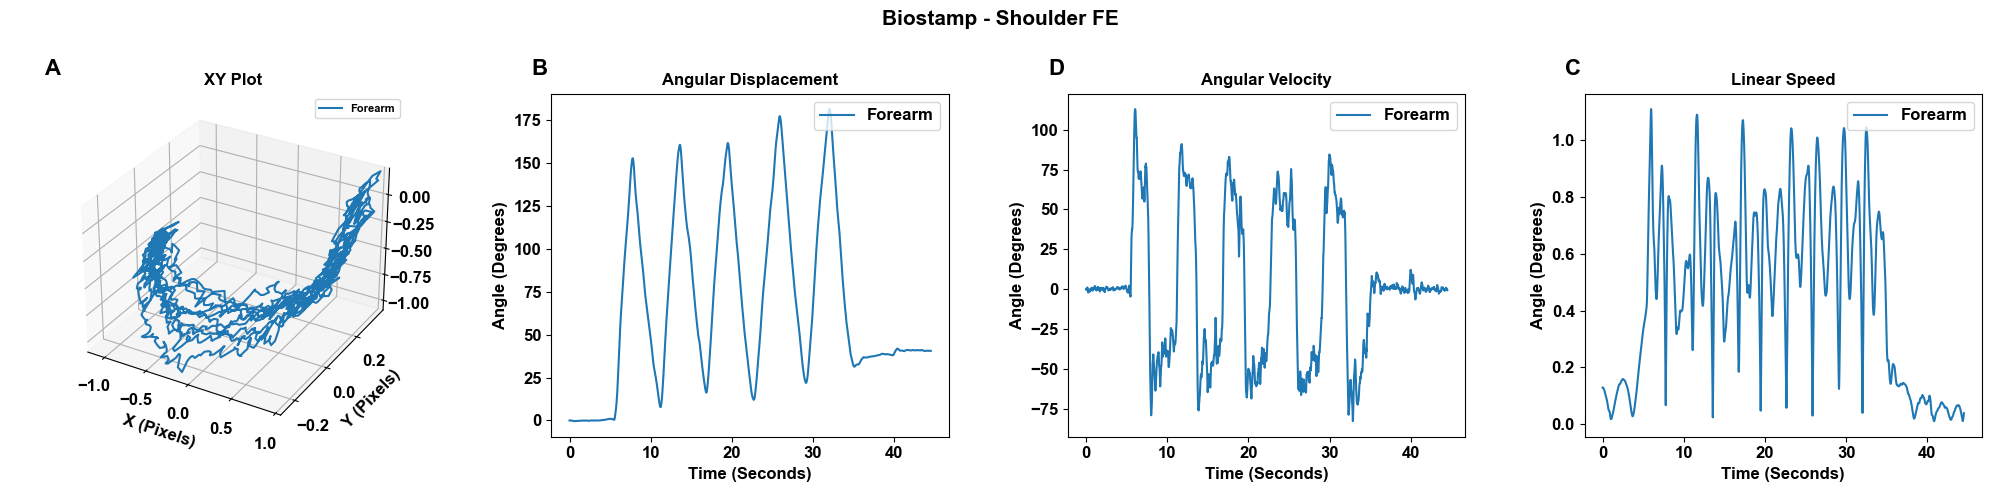 Biostamp - Shoulder FE
A
XY Plot
Forearm
0.00
−0.25
−0.50
−0.75
−1.00
−1.0
−0.5
0.0
0.5
1.0
X (Pixels)
−0.2
0.0
0.2
Y (Pixels)
B
Angular Displacement
Forearm
175
150
125
100
75
50
25
0
Angle (Degrees)
0 10 20 30 40
Time (Seconds)
D
Angular Velocity
Forearm
100
75
50
25
0
−25
−50
−75
Angle (Degrees)
0 10 20 30 40
Time (Seconds)
C
Linear Speed
Forearm
1.0
0.8
0.6
0.4
0.2
0.0
Angle (Degrees)
0 10 20 30 40
Time (Seconds)